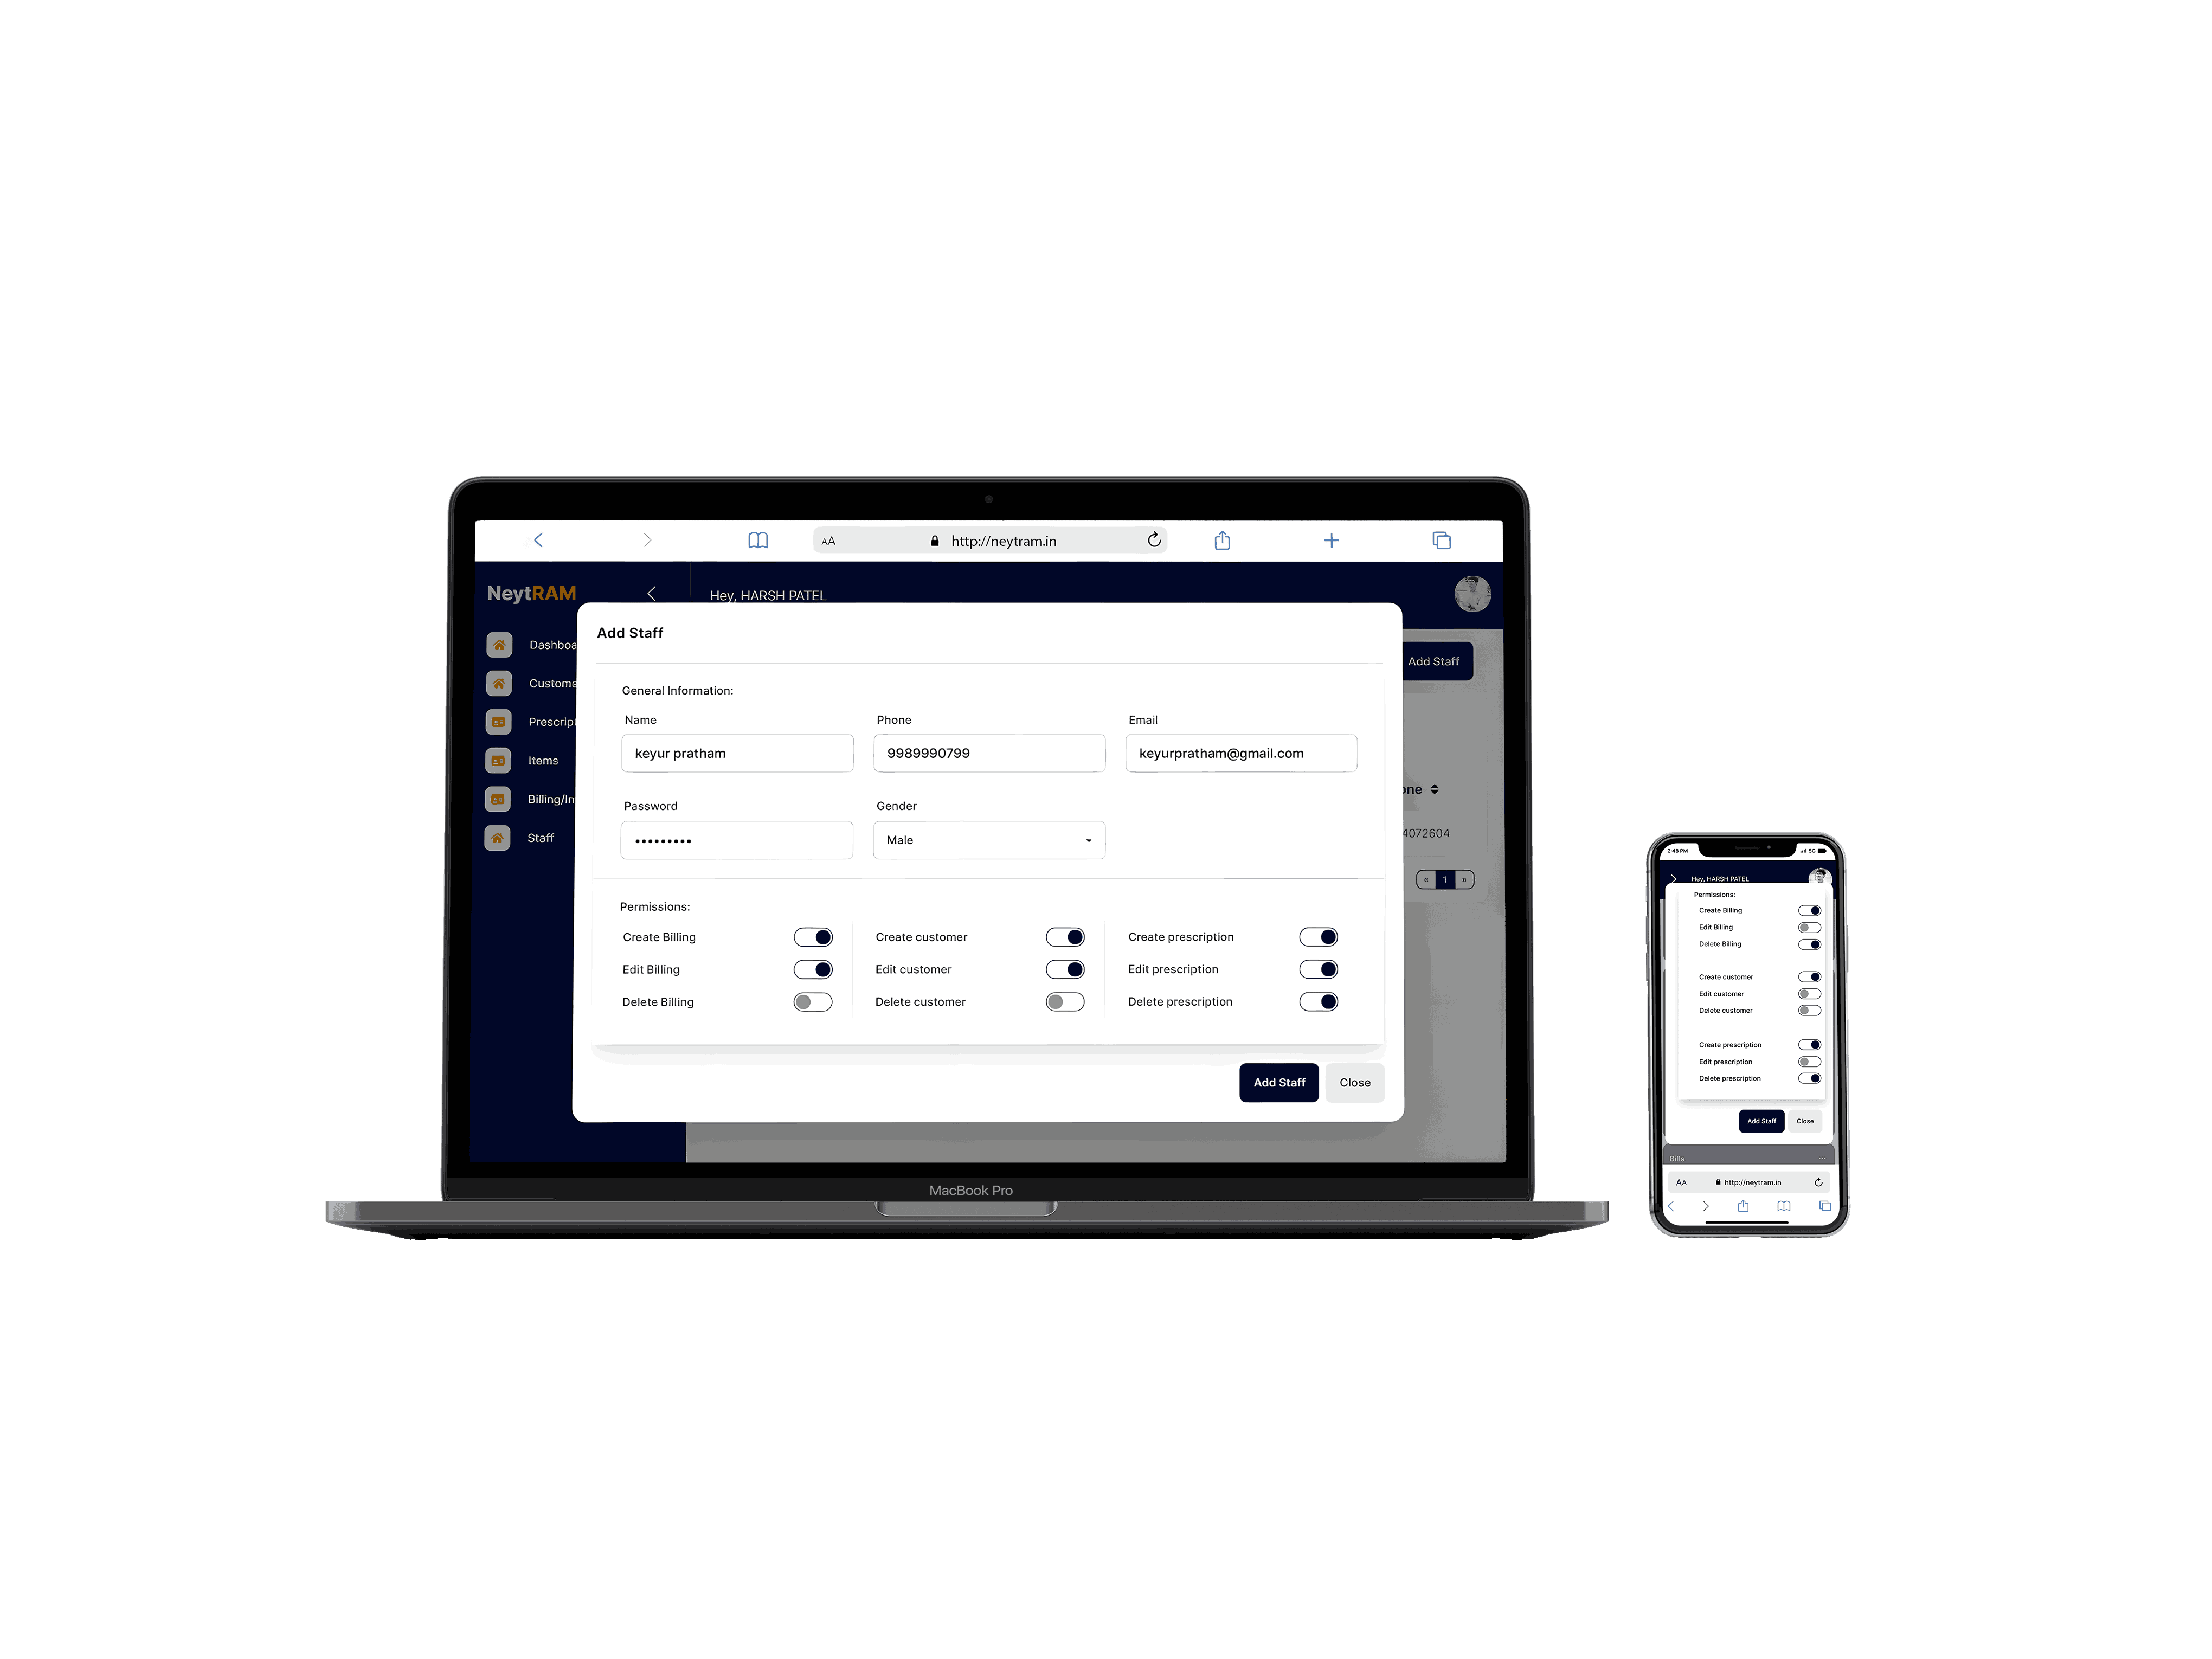 AA http://neytram.in
NeytRAM
Hey, HARSH PATEL
Dashboa
Custome
Prescript
Items
Billing/In
Staff
Add Staff
one
4072604
« 1 »
Add Staff
General Information:
Name Phone Email
keyur pratham 9989990799 keyurpratham@gmail.com
Password Gender
••••••••• Male
Permissions:
Create Billing Create customer Create prescription
Edit Billing Edit customer Edit prescription
Delete Billing Delete customer Delete prescription
Add Staff Close
MacBook Pro
2:48 PM 5G
Hey, HARSH PATEL
Permissions:
Create Billing
Edit Billing
Delete Billing
Create customer
Edit customer
Delete customer
Create prescription
Edit prescription
Delete prescription
Add Staff Close
Bills ...
AA http://neytram.in